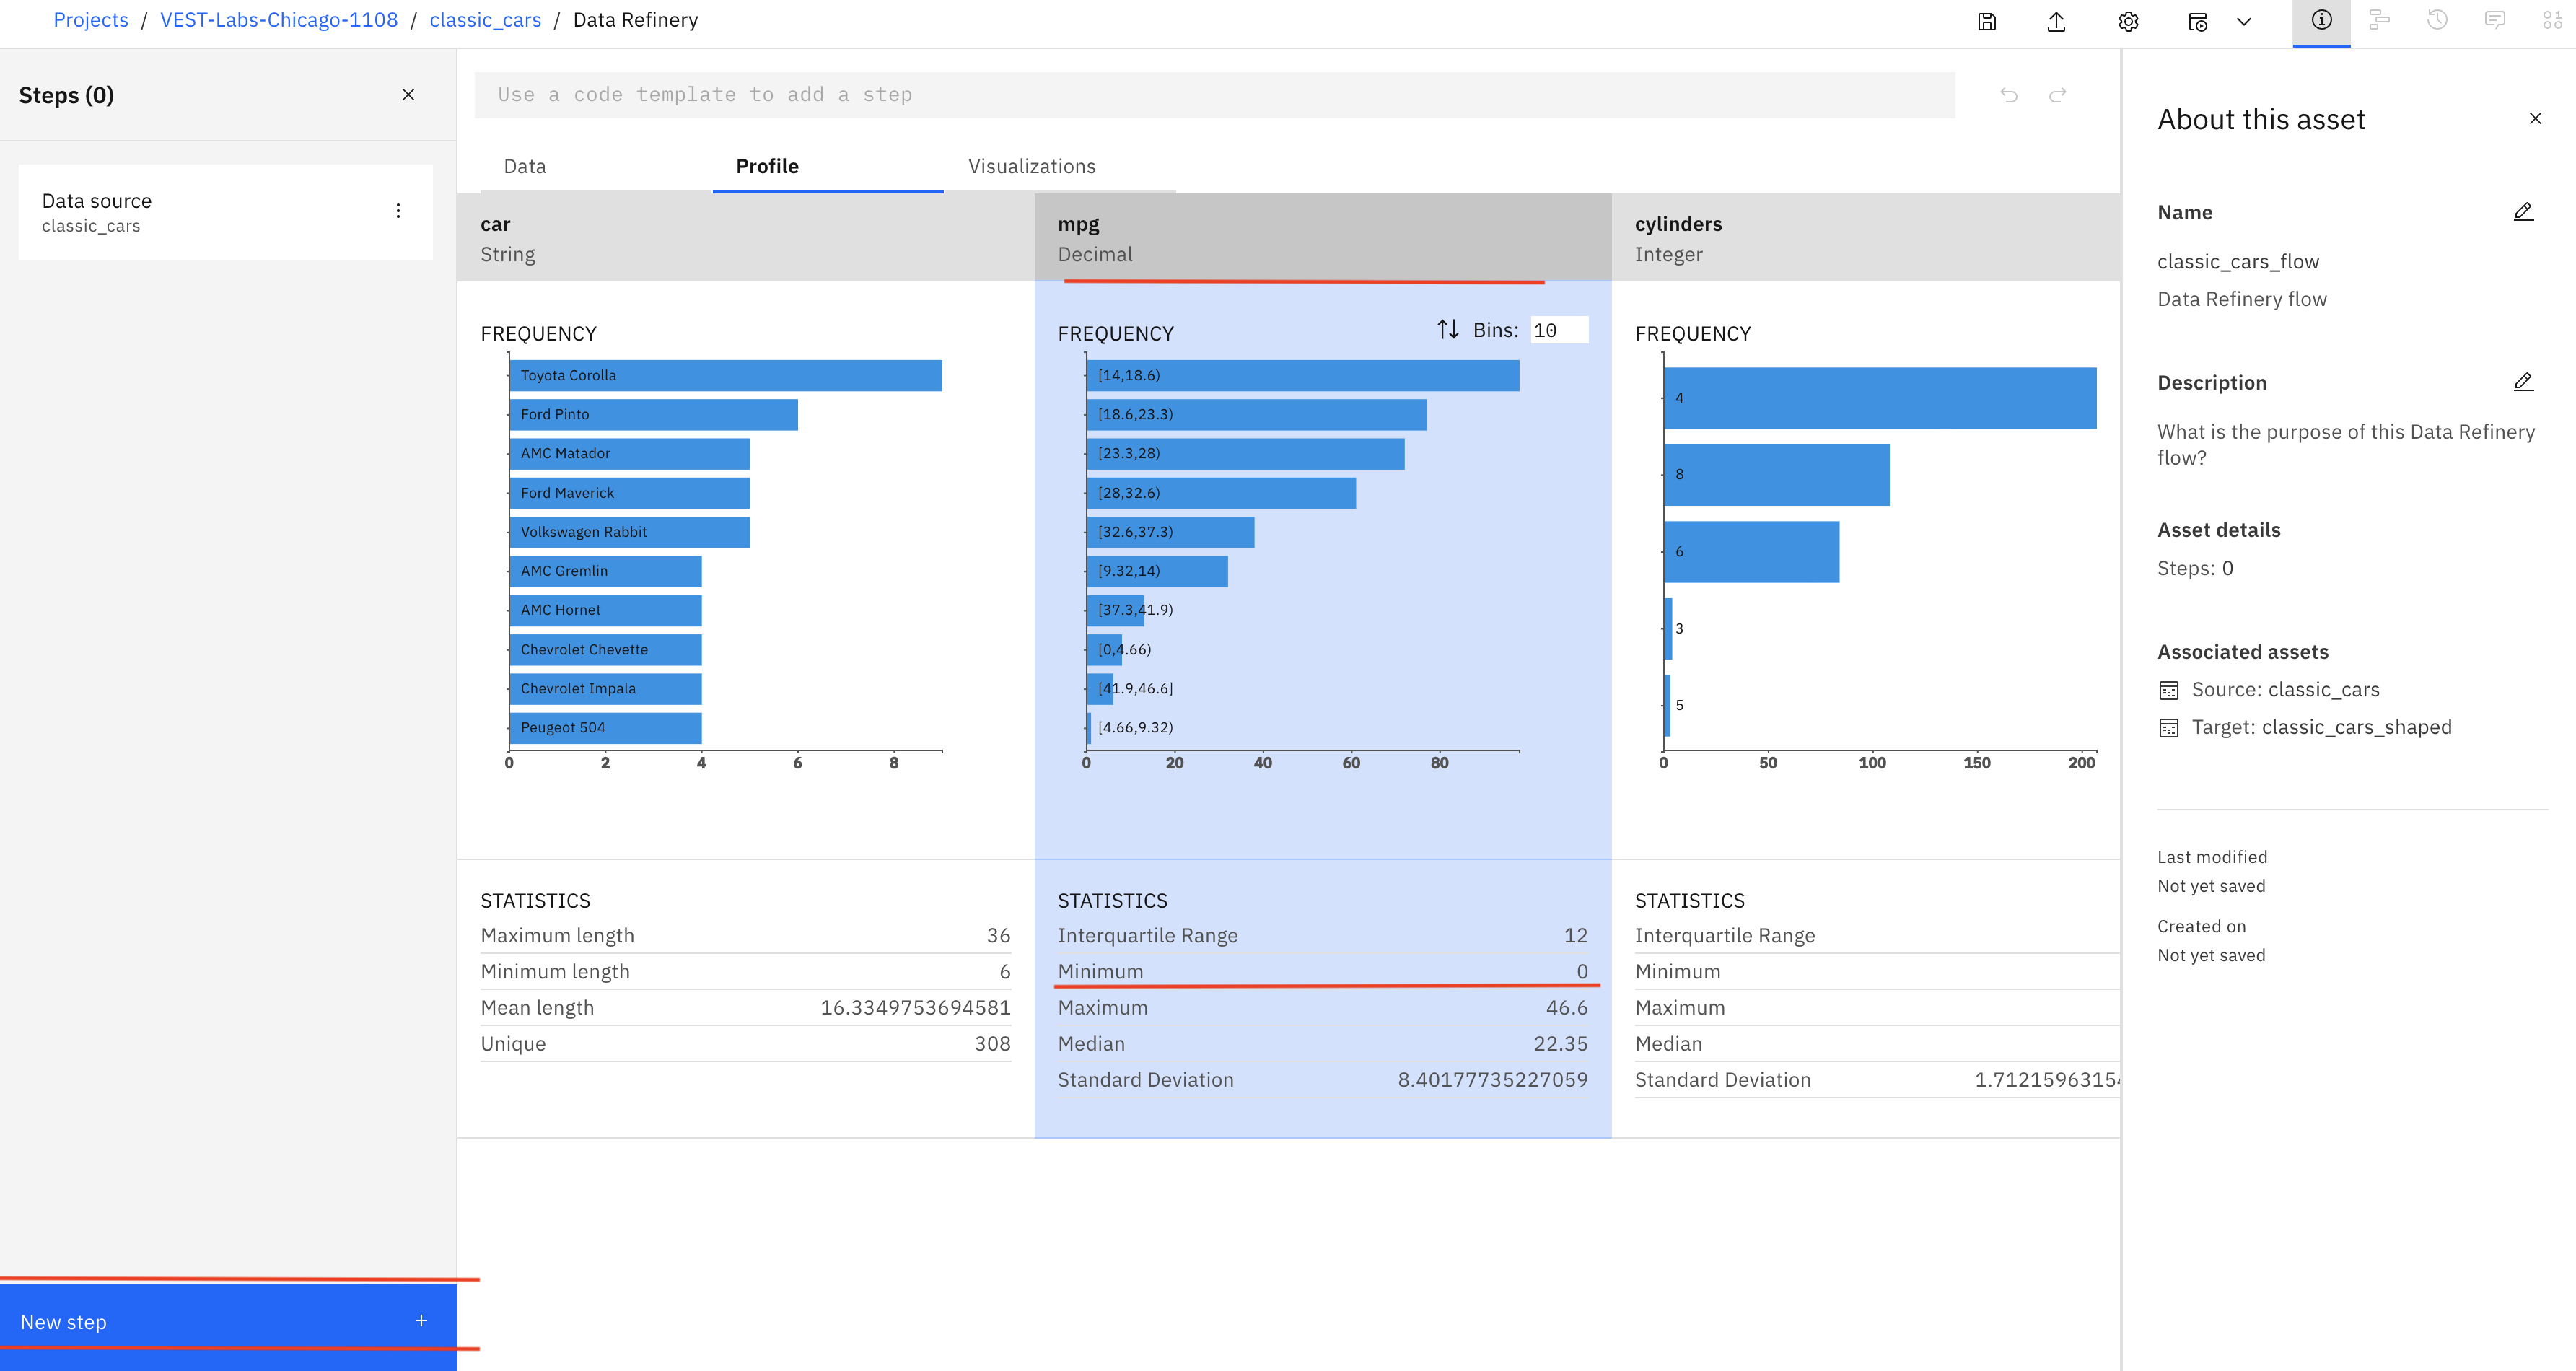 Projects / VEST-Labs-Chicago-1108 / classic_cars / Data Refinery
Steps (0)
Data source
classic_cars
New step +
Use a code template to add a step
Data Profile Visualizations
car
String
FREQUENCY
Toyota Corolla
Ford Pinto
AMC Matador
Ford Maverick
Volkswagen Rabbit
AMC Gremlin
AMC Hornet
Chevrolet Chevette
Chevrolet Impala
Peugeot 504
0 2 4 6 8
STATISTICS
Maximum length 36
Minimum length 6
Mean length 16.3349753694581
Unique 308
mpg
Decimal
FREQUENCY Bins: 10
[14,18.6)
[18.6,23.3)
[23.3,28)
[28,32.6)
[32.6,37.3)
[9.32,14)
[37.3,41.9)
[0,4.66)
[41.9,46.6]
[4.66,9.32)
0 20 40 60 80
STATISTICS
Interquartile Range 12
Minimum 0
Maximum 46.6
Median 22.35
Standard Deviation 8.40177735227059
cylinders
Integer
FREQUENCY
4
8
6
3
5
0 50 100 150 200
STATISTICS
Interquartile Range
Minimum
Maximum
Median
Standard Deviation 1.7121596315
About this asset
Name
classic_cars_flow
Data Refinery flow
Description
What is the purpose of this Data Refinery
flow?
Asset details
Steps: 0
Associated assets
Source: classic_cars
Target: classic_cars_shaped
Last modified
Not yet saved
Created on
Not yet saved